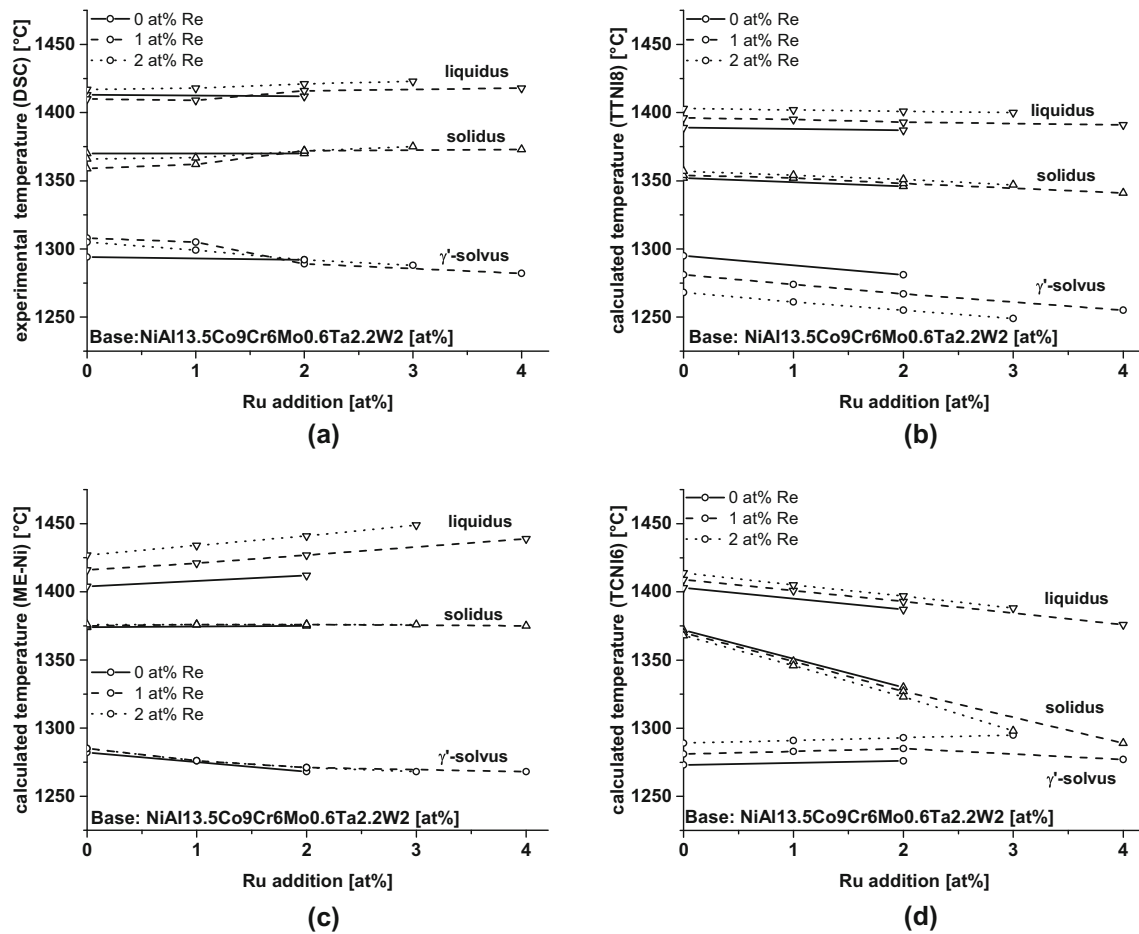 0 at% Re
1 at% Re
2 at% Re
liquidus
solidus
γ'-solvus
Base:NiAl13.5Co9Cr6Mo0.6Ta2.2W2 [at%]
experimental temperature (DSC) [°C]
1450
1400
1350
1300
1250
0 1 2 3 4
Ru addition [at%]
(a)
0 at% Re
1 at% Re
2 at% Re
liquidus
solidus
γ'-solvus
Base:NiAl13.5Co9Cr6Mo0.6Ta2.2W2 [at%]
calculated temperature (TTNI8) [°C]
1450
1400
1350
1300
1250
0 1 2 3 4
Ru addition [at%]
(b)
liquidus
solidus
0 at% Re
1 at% Re
2 at% Re
γ'-solvus
Base: NiAl13.5Co9Cr6Mo0.6Ta2.2W2 [at%]
calculated temperature (ME-Ni) [°C]
1450
1400
1350
1300
1250
0 1 2 3 4
Ru addition [at%]
(c)
0 at% Re
1 at% Re
2 at% Re
liquidus
solidus
γ'-solvus
Base: NiAl13.5Co9Cr6Mo0.6Ta2.2W2 [at%]
calculated temperature (TCNI6) [°C]
1450
1400
1350
1300
1250
0 1 2 3 4
Ru addition [at%]
(d)